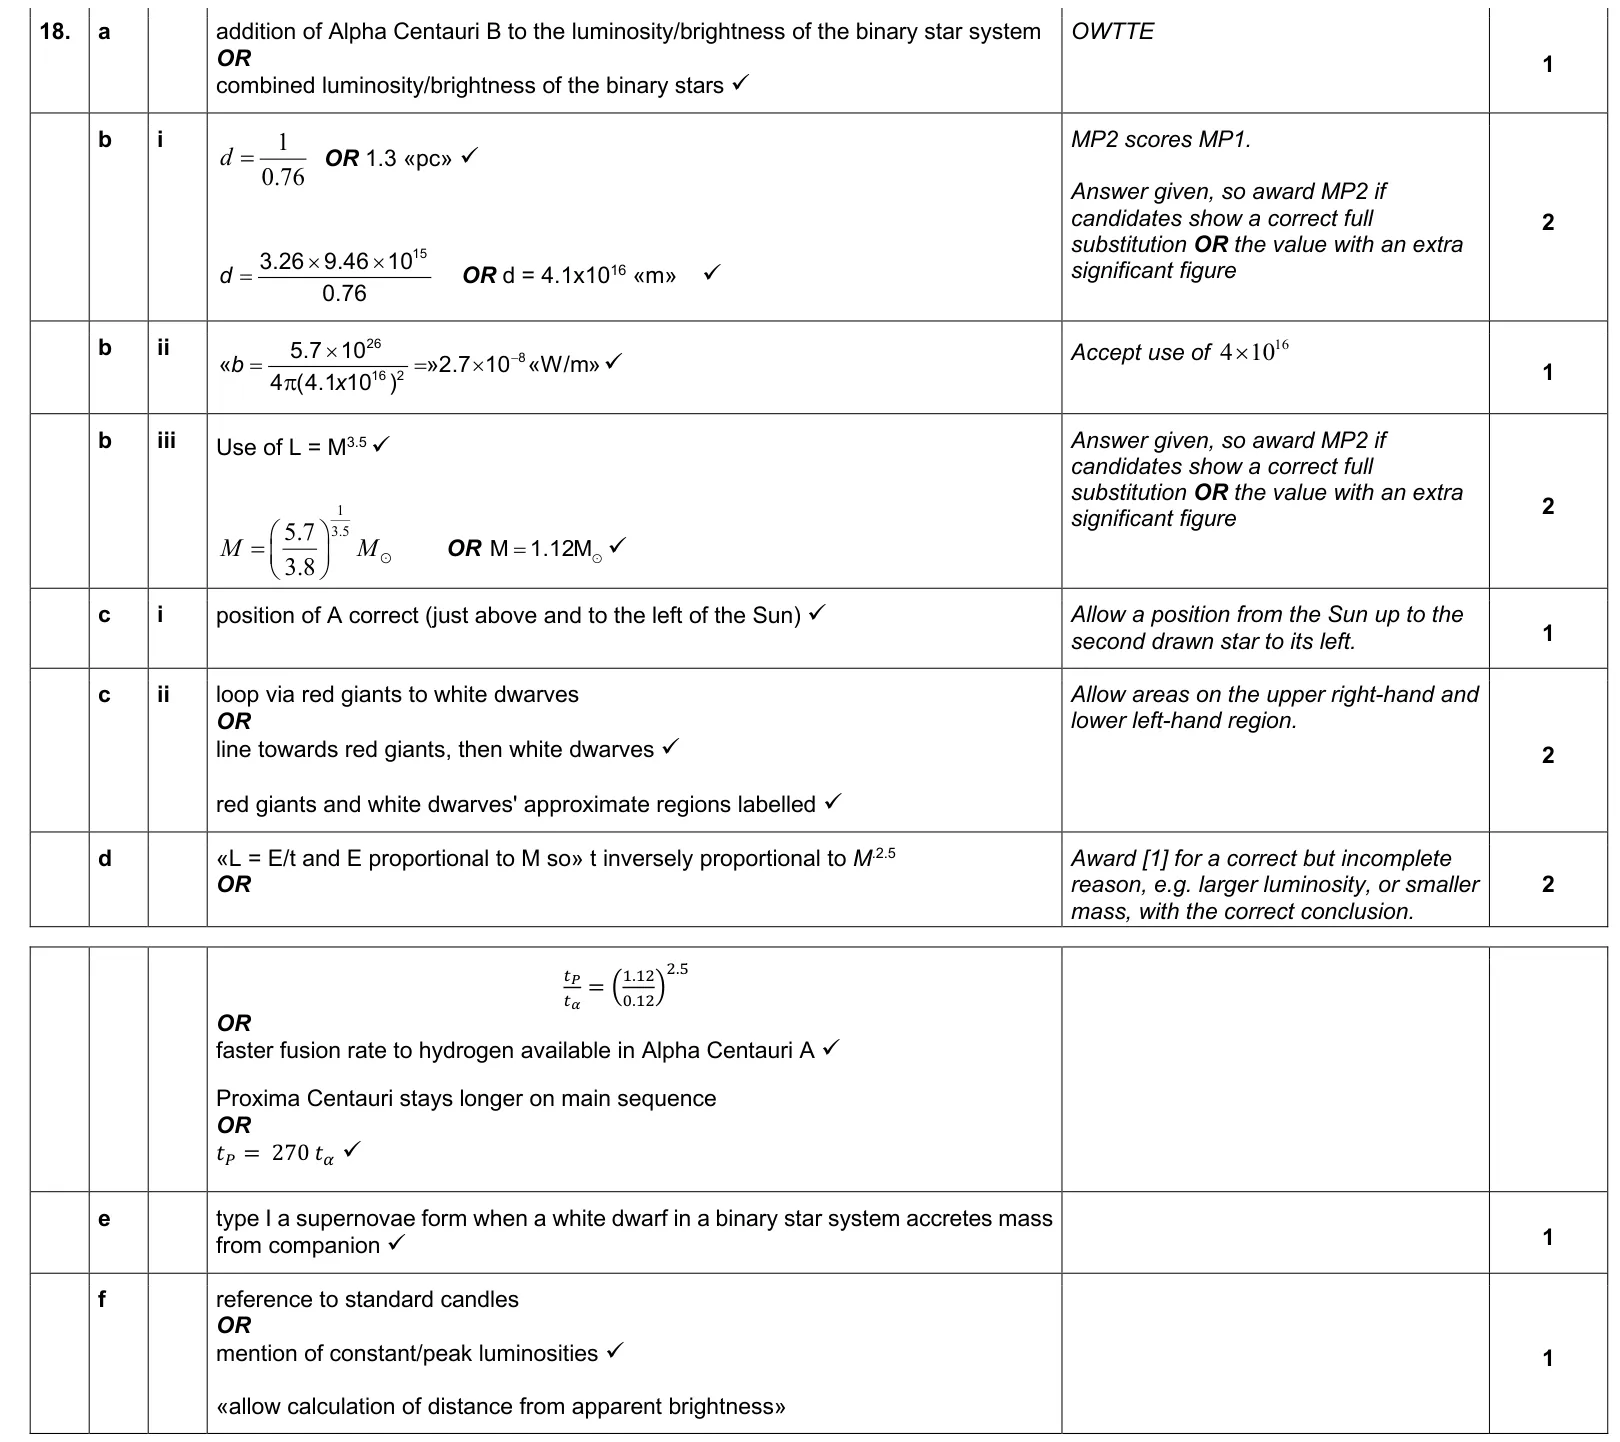 18. a addition of Alpha Centauri B to the luminosity/brightness of the binary star system OWTTE
OR
combined luminosity/brightness of the binary stars ✓ 1
b i d = 1/0.76 OR 1.3 «pc» ✓ MP2 scores MP1.
Answer given, so award MP2 if
candidates show a correct full
substitution OR the value with an extra
significant figure
d = 3.26×9.46×10¹⁵/0.76 OR d = 4.1x10¹⁶ «m» ✓ 2
b ii «b = 5.7×10²⁶/4π(4.1x10¹⁶)² =»2.7×10⁻⁸ «W/m» ✓ Accept use of 4×10¹⁶ 1
b iii Use of L = M³·⁵ ✓ Answer given, so award MP2 if
candidates show a correct full
substitution OR the value with an extra
significant figure
M = (5.7/3.8)^(1/3.5) M☉ OR M = 1.12M☉ ✓ 2
c i position of A correct (just above and to the left of the Sun) ✓ Allow a position from the Sun up to the
second drawn star to its left. 1
c ii loop via red giants to white dwarves Allow areas on the upper right-hand and
OR lower left-hand region.
line towards red giants, then white dwarves ✓
red giants and white dwarves' approximate regions labelled ✓ 2
d «L = E/t and E proportional to M so» t inversely proportional to M^.2.5 Award [1] for a correct but incomplete
OR reason, e.g. larger luminosity, or smaller
mass, with the correct conclusion. 2
t_P/t_α = (1.12/0.12)^2.5
OR
faster fusion rate to hydrogen available in Alpha Centauri A ✓
Proxima Centauri stays longer on main sequence
OR
t_P = 270 t_α ✓
e type I a supernovae form when a white dwarf in a binary star system accretes mass
from companion ✓ 1
f reference to standard candles
OR
mention of constant/peak luminosities ✓ 1
«allow calculation of distance from apparent brightness»